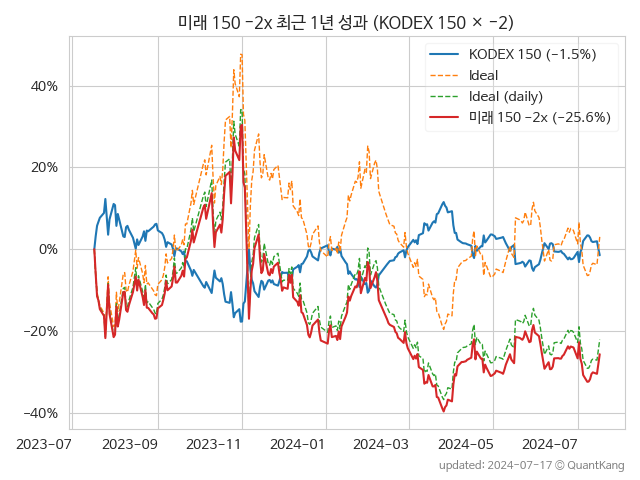 미래 150 −2x 최근 1년 성과 (KODEX 150 × −2)
KODEX 150 (−1.5%)
Ideal
Ideal (daily)
미래 150 −2x (−25.6%)
40%
20%
0%
−20%
−40%
2023−07
2023−09
2023−11
2024−01
2024−03
2024−05
2024−07
updated: 2024−07−17 © QuantKang